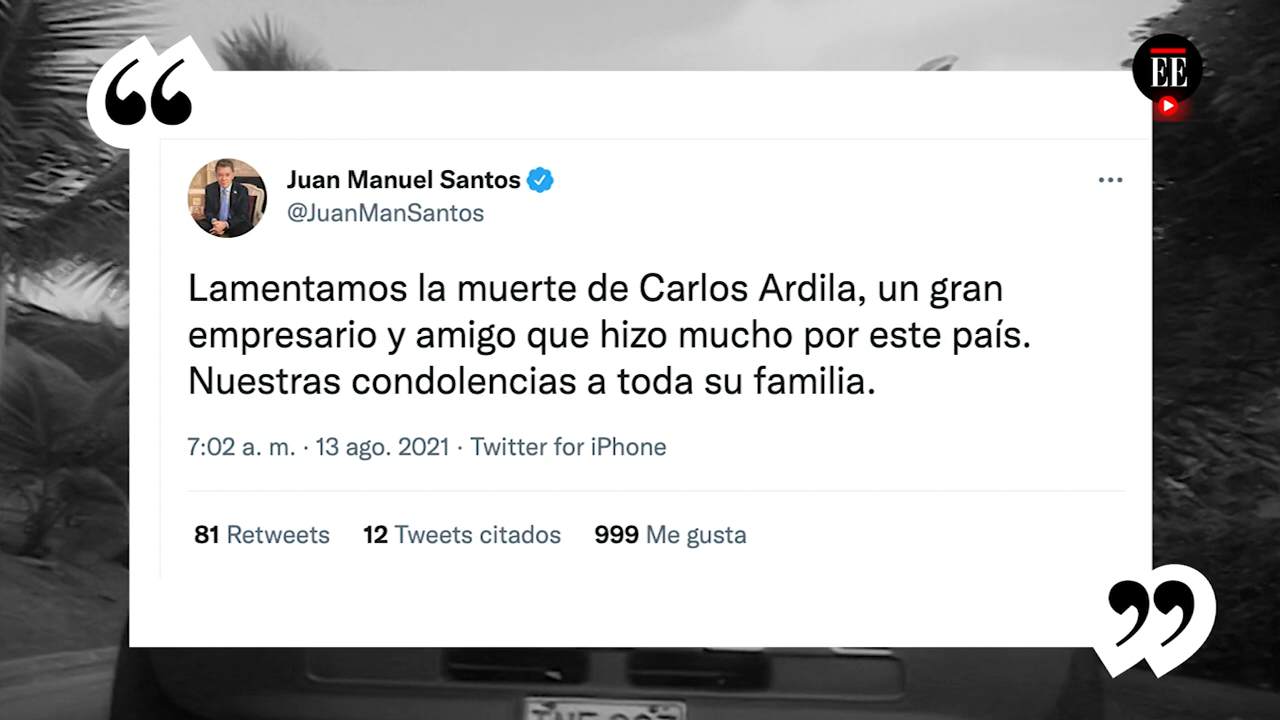 EE
Juan Manuel Santos
@JuanManSantos
Lamentamos la muerte de Carlos Ardila, un gran
empresario y amigo que hizo mucho por este país.
Nuestras condolencias a toda su familia.
7:02 a. m. · 13 ago. 2021 · Twitter for iPhone
81 Retweets 12 Tweets citados 999 Me gusta